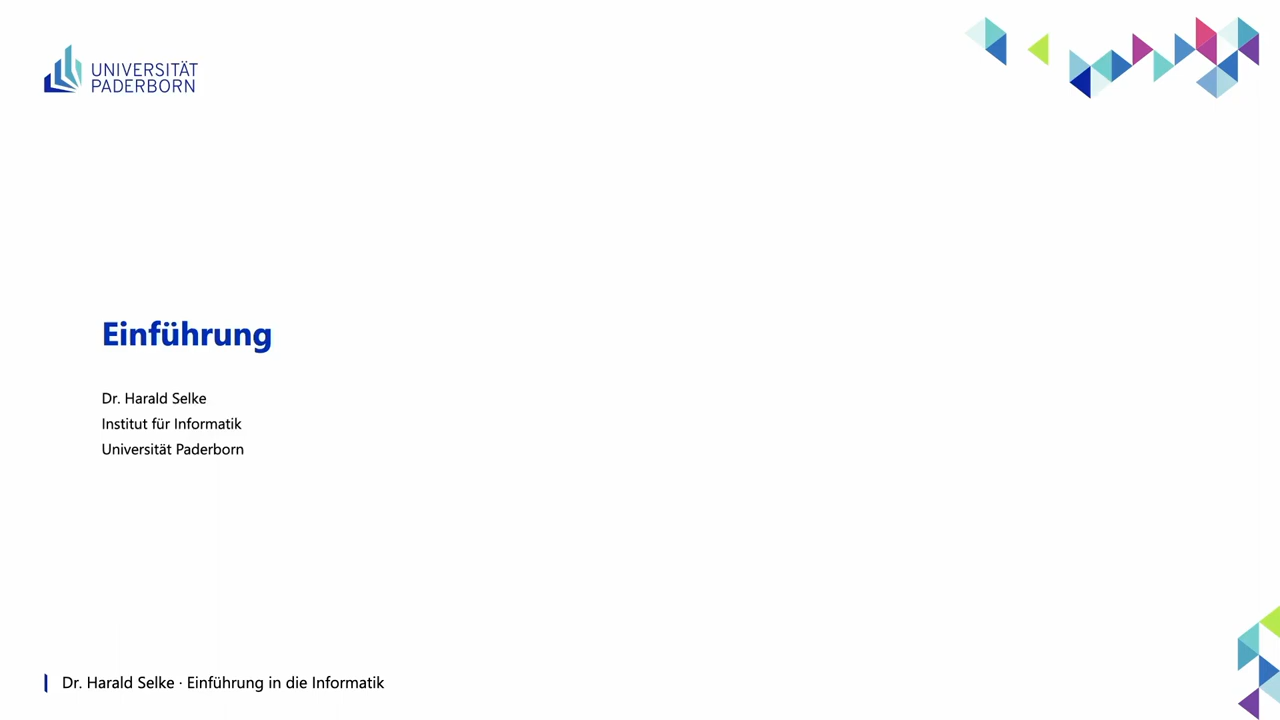 UNIVERSITÄT
PADERBORN
Einführung
Dr. Harald Selke
Institut für Informatik
Universität Paderborn
Dr. Harald Selke · Einführung in die Informatik